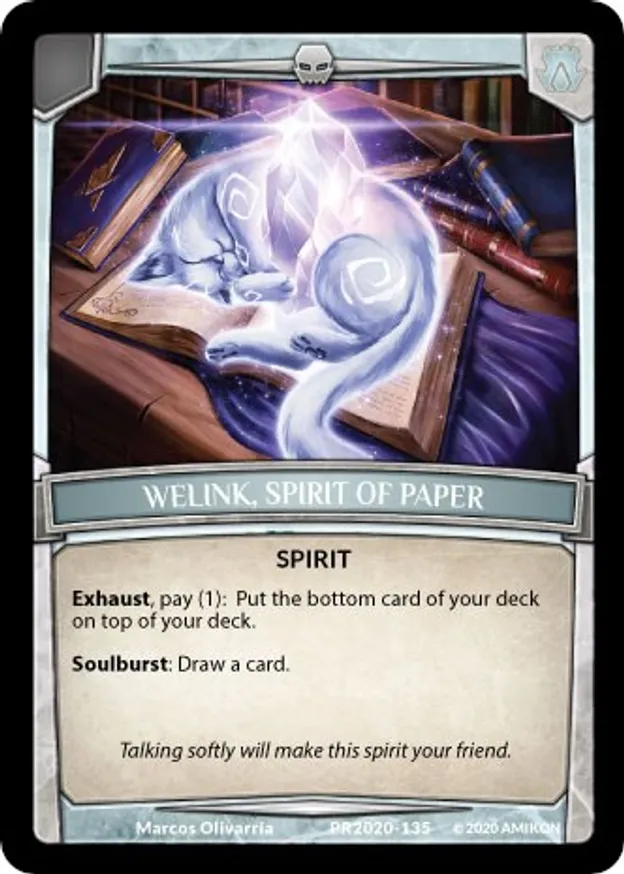 WELINK, SPIRIT OF PAPER
SPIRIT
Exhaust, pay (1): Put the bottom card of your deck
on top of your deck.
Soulburst: Draw a card.
Talking softly will make this spirit your friend.
Marcos Olivarria PR2020-135 © 2020 AMIKON